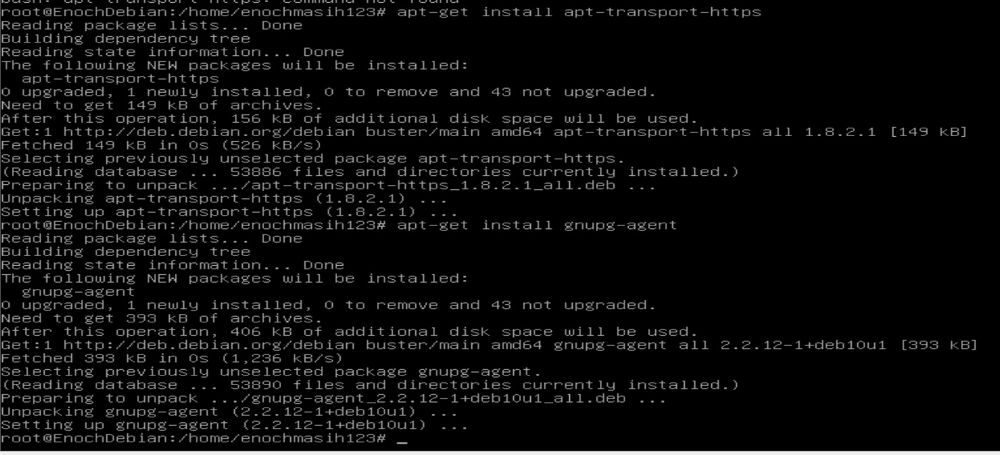 bash: apt-transport-https: command not found
root@EnochDebian:/home/enochmasih123# apt-get install apt-transport-https
Reading package lists... Done
Building dependency tree
Reading state information... Done
The following NEW packages will be installed:
  apt-transport-https
0 upgraded, 1 newly installed, 0 to remove and 43 not upgraded.
Need to get 149 kB of archives.
After this operation, 156 kB of additional disk space will be used.
Get:1 http://deb.debian.org/debian buster/main amd64 apt-transport-https all 1.8.2.1 [149 kB]
Fetched 149 kB in 0s (526 kB/s)
Selecting previously unselected package apt-transport-https.
(Reading database ... 53886 files and directories currently installed.)
Preparing to unpack .../apt-transport-https_1.8.2.1_all.deb ...
Unpacking apt-transport-https (1.8.2.1) ...
Setting up apt-transport-https (1.8.2.1) ...
root@EnochDebian:/home/enochmasih123# apt-get install gnupg-agent
Reading package lists... Done
Building dependency tree
Reading state information... Done
The following NEW packages will be installed:
  gnupg-agent
0 upgraded, 1 newly installed, 0 to remove and 43 not upgraded.
Need to get 393 kB of archives.
After this operation, 406 kB of additional disk space will be used.
Get:1 http://deb.debian.org/debian buster/main amd64 gnupg-agent all 2.2.12-1+deb10u1 [393 kB]
Fetched 393 kB in 0s (1,236 kB/s)
Selecting previously unselected package gnupg-agent.
(Reading database ... 53890 files and directories currently installed.)
Preparing to unpack .../gnupg-agent_2.2.12-1+deb10u1_all.deb ...
Unpacking gnupg-agent (2.2.12-1+deb10u1) ...
Setting up gnupg-agent (2.2.12-1+deb10u1) ...
root@EnochDebian:/home/enochmasih123# _